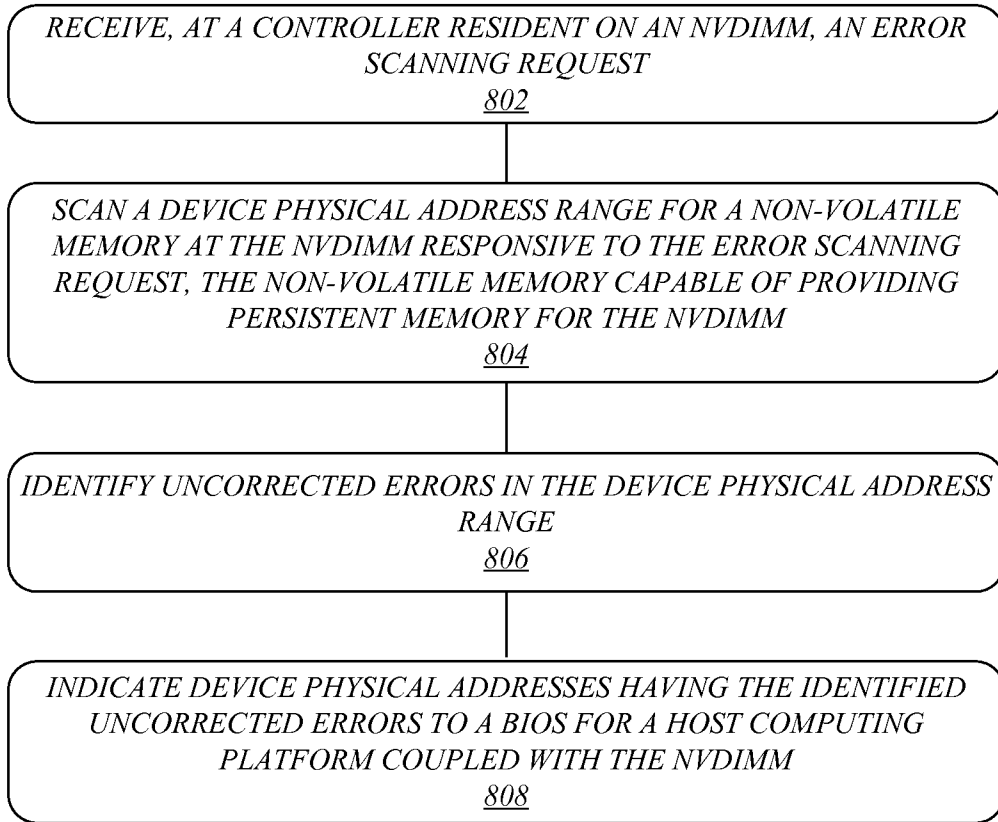 RECEIVE, AT A CONTROLLER RESIDENT ON AN NVDIMM, AN ERROR
SCANNING REQUEST
802
SCAN A DEVICE PHYSICAL ADDRESS RANGE FOR A NON-VOLATILE
MEMORY AT THE NVDIMM RESPONSIVE TO THE ERROR SCANNING
REQUEST, THE NON-VOLATILE MEMORY CAPABLE OF PROVIDING
PERSISTENT MEMORY FOR THE NVDIMM
804
IDENTIFY UNCORRECTED ERRORS IN THE DEVICE PHYSICAL ADDRESS
RANGE
806
INDICATE DEVICE PHYSICAL ADDRESSES HAVING THE IDENTIFIED
UNCORRECTED ERRORS TO A BIOS FOR A HOST COMPUTING
PLATFORM COUPLED WITH THE NVDIMM
808